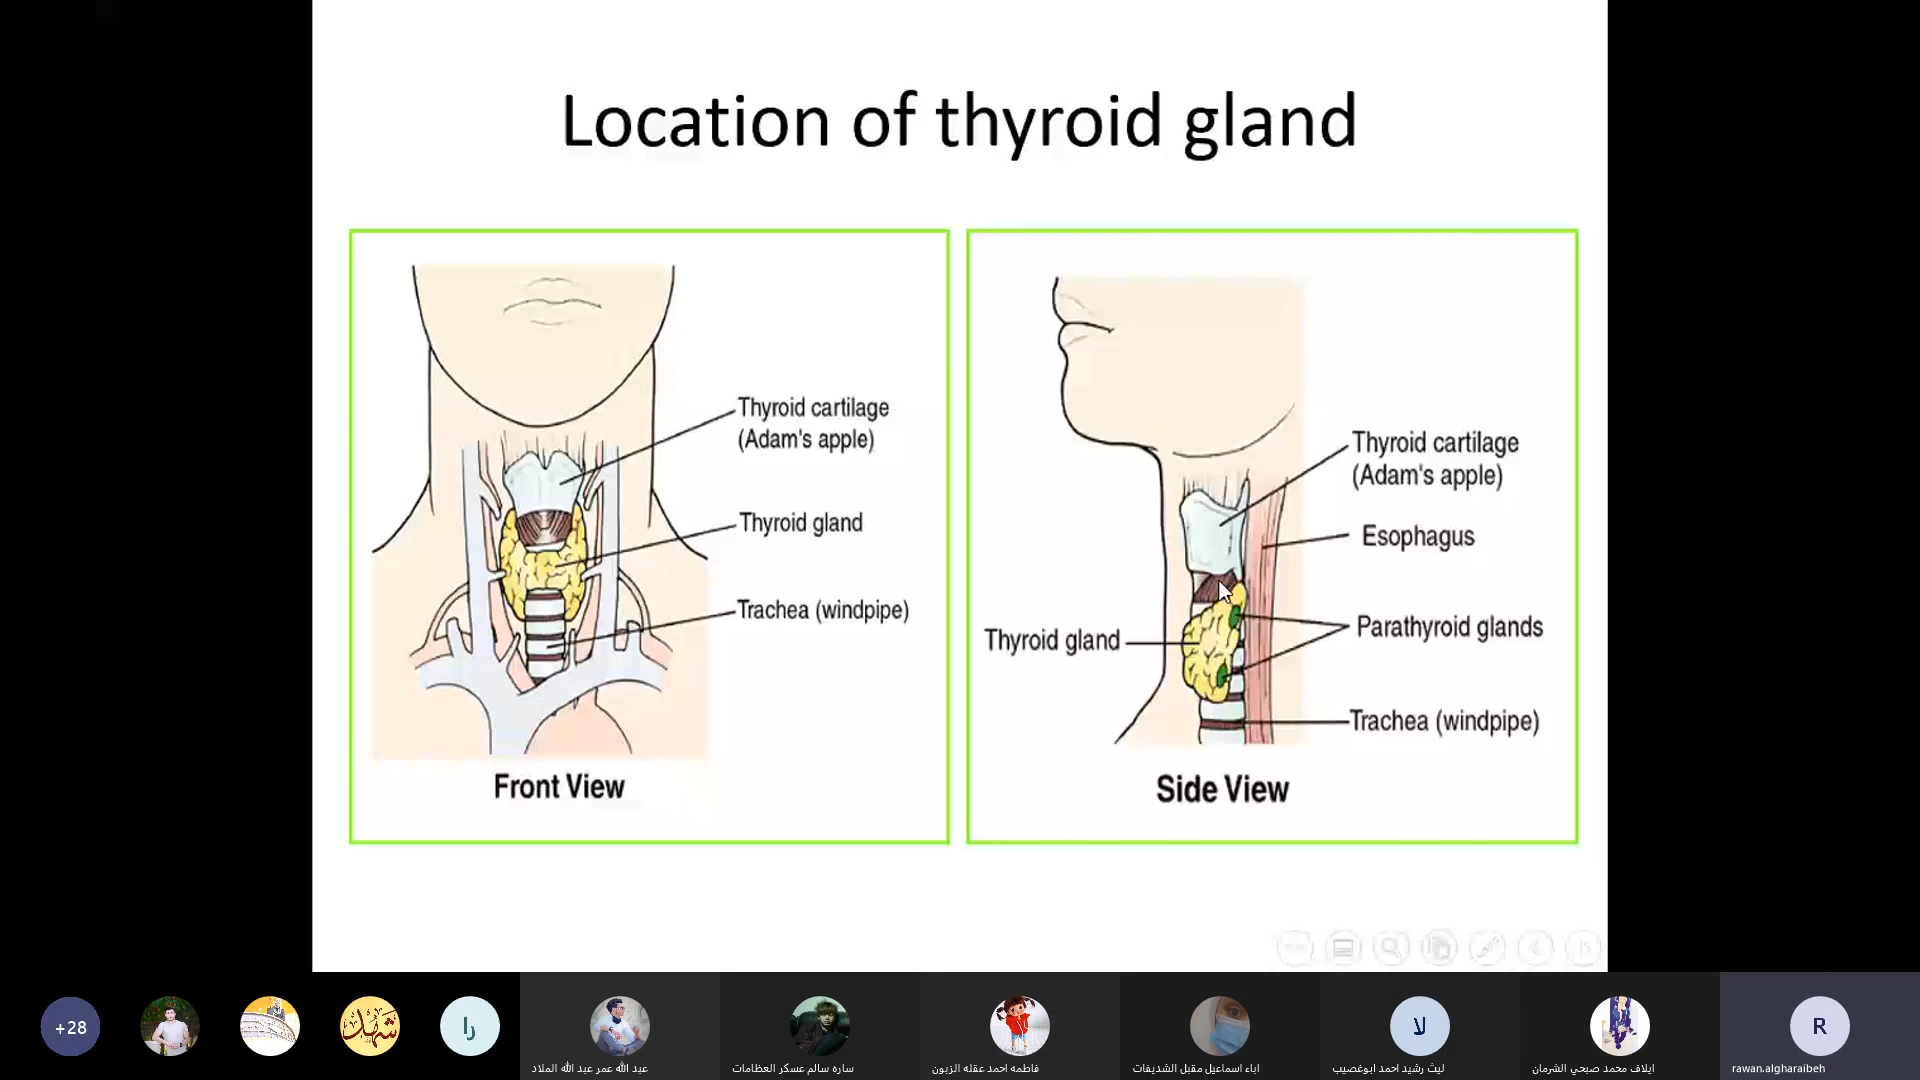 Location of thyroid gland
Thyroid cartilage
(Adam's apple)
Thyroid gland
Trachea (windpipe)
Front View
Thyroid cartilage
(Adam's apple)
Esophagus
Parathyroid glands
Thyroid gland
Trachea (windpipe)
Side View
+28
شهد
را
عبد الله عمر عبد الله الملاد
ساره سالم عسكر العظامات
فاطمه احمد عقله الزبون
اباء اسماعيل مقبل الشديفات
لا
ليث رشيد احمد ابوغصيب
ايلاف محمد صبحي الشرمان
R
rawan.algharaibeh